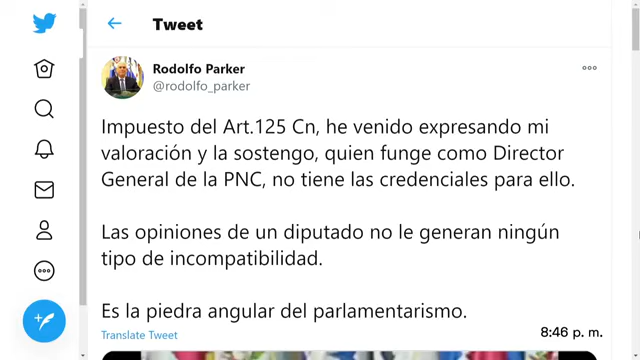 Tweet
Rodolfo Parker
@rodolfo_parker
Impuesto del Art.125 Cn, he venido expresando mi
valoración y la sostengo, quien funge como Director
General de la PNC, no tiene las credenciales para ello.
Las opiniones de un diputado no le generan ningún
tipo de incompatibilidad.
Es la piedra angular del parlamentarismo.
Translate Tweet
8:46 p. m.